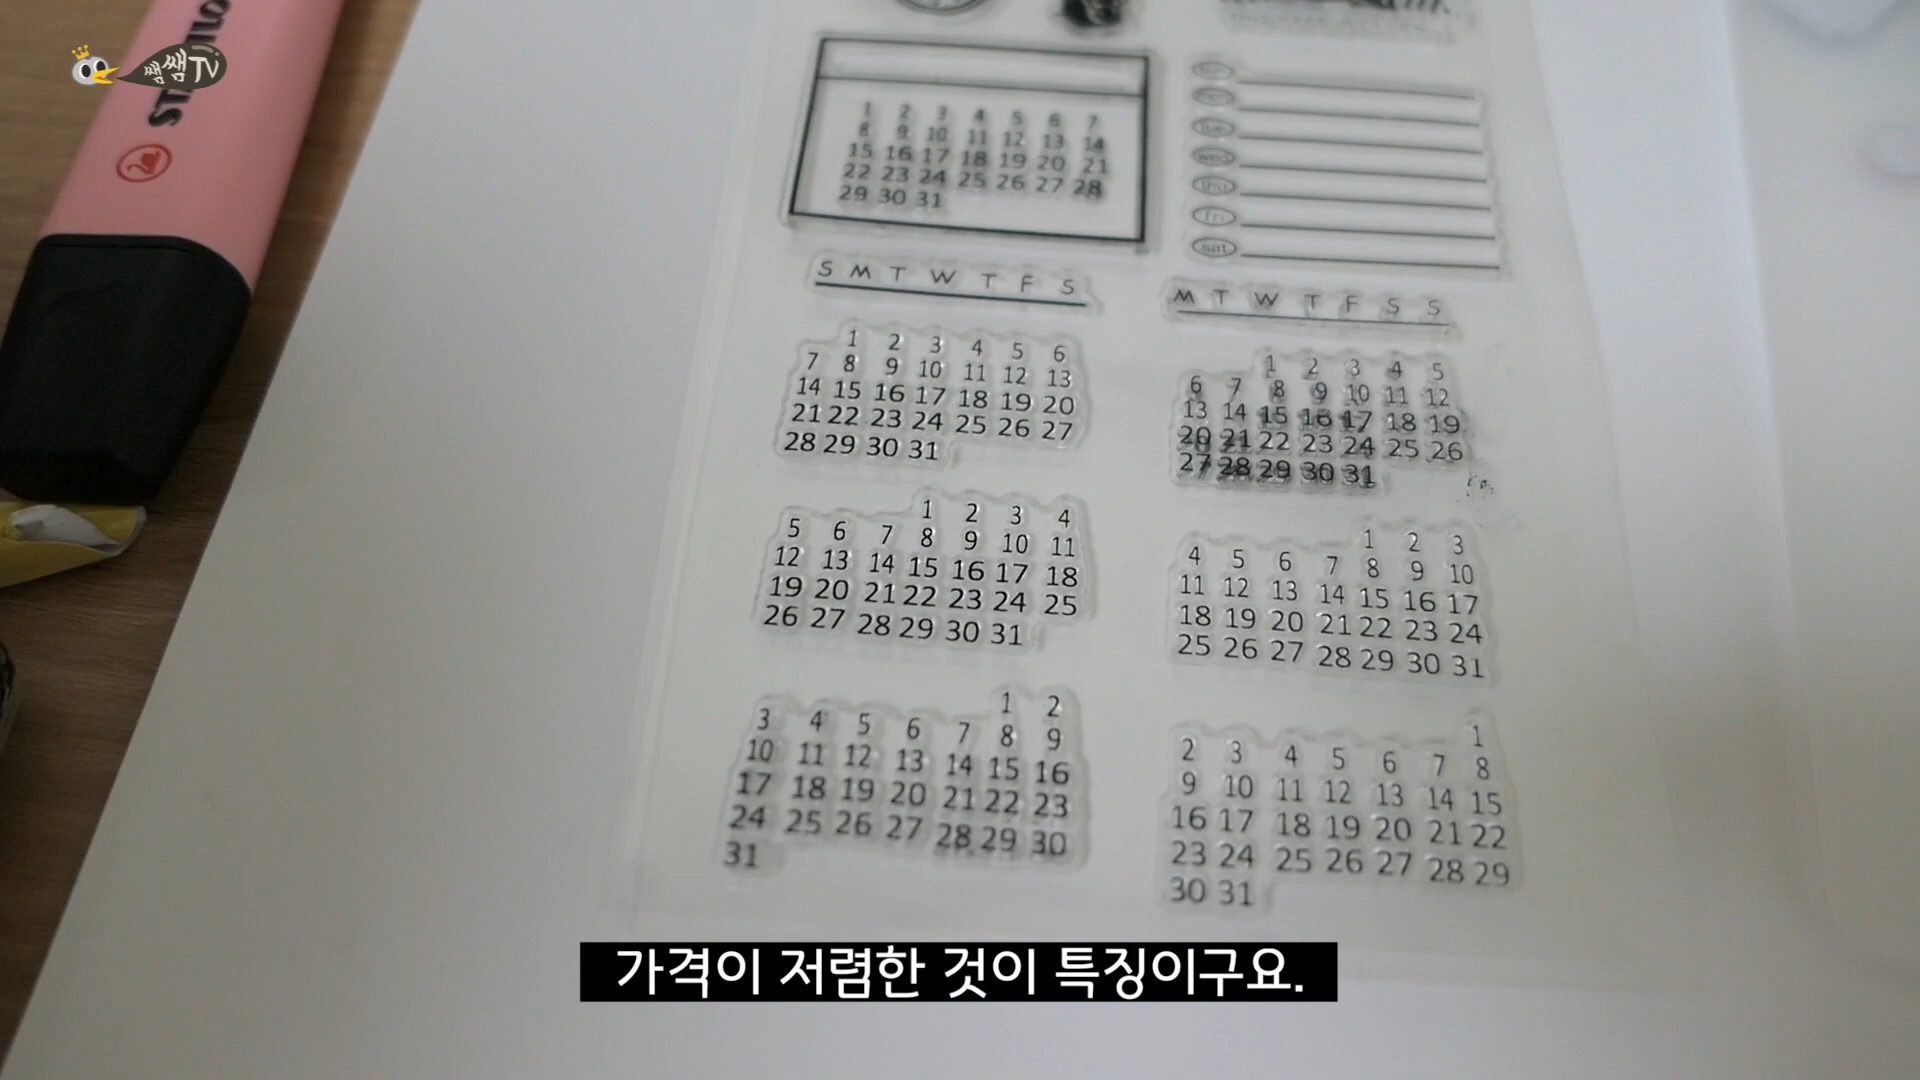 쌤쌤TV
STABILO
1 2 3 4 5 6 7
8 9 10 11 12 13 14
15 16 17 18 19 20 21
22 23 24 25 26 27 28
29 30 31
sun
mon
tue
wed
thu
fri
sat
S M T W T F S
1 2 3 4 5 6
7 8 9 10 11 12 13
14 15 16 17 18 19 20
21 22 23 24 25 26 27
28 29 30 31
1 2 3 4
5 6 7 8 9 10 11
12 13 14 15 16 17 18
19 20 21 22 23 24 25
26 27 28 29 30 31
1 2
3 4 5 6 7 8 9
10 11 12 13 14 15 16
17 18 19 20 21 22 23
24 25 26 27 28 29 30
31
M T W T F S S
1 2 3 4 5
6 7 8 9 10 11 12
13 14 15 16 17 18 19
20 21 22 23 24 25 26
27 28 29 30 31
1 2 3
4 5 6 7 8 9 10
11 12 13 14 15 16 17
18 19 20 21 22 23 24
25 26 27 28 29 30 31
1
2 3 4 5 6 7 8
9 10 11 12 13 14 15
16 17 18 19 20 21 22
23 24 25 26 27 28 29
30 31
가격이 저렴한 것이 특징이구요.